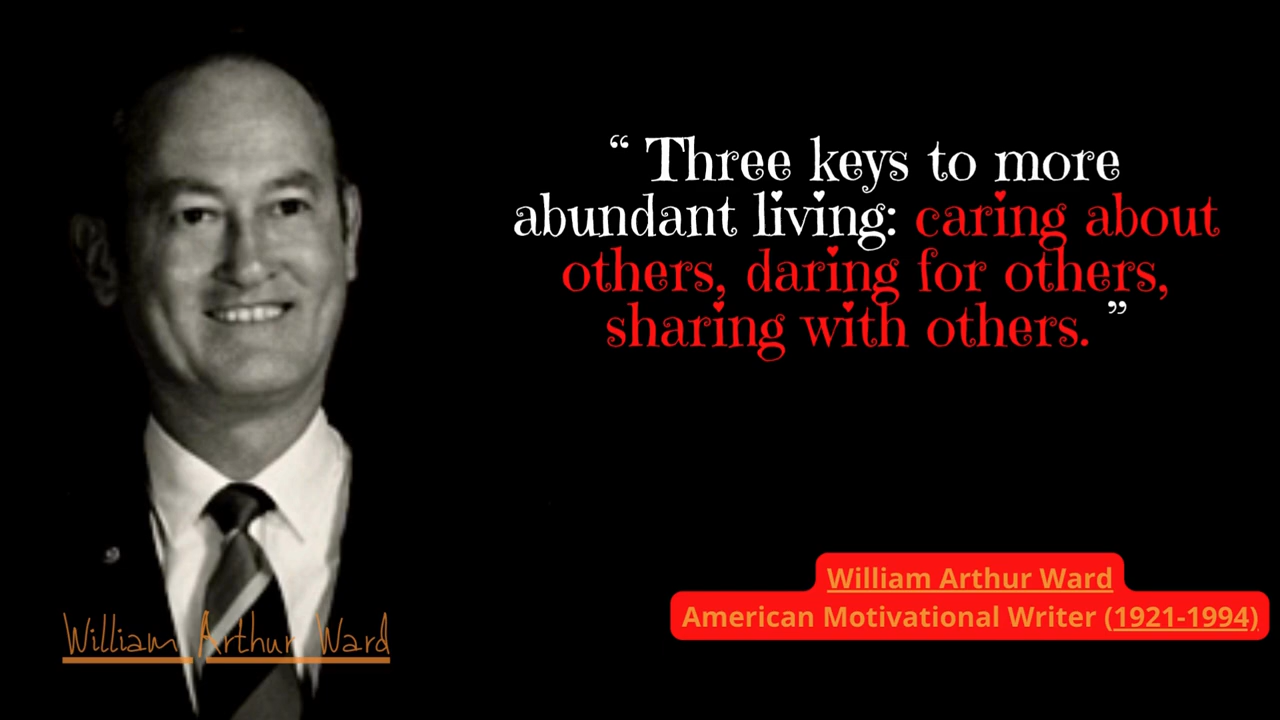 “ Three keys to more
abundant living: caring about
others, daring for others,
sharing with others. ”
William Arthur Ward
American Motivational Writer (1921-1994)
William Arthur Ward